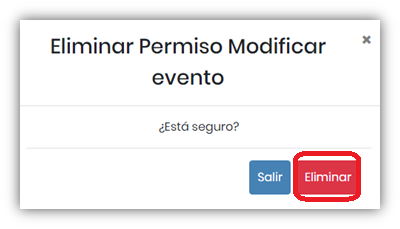 Eliminar Permiso Modificar
evento
×
¿Está seguro?
Salir Eliminar